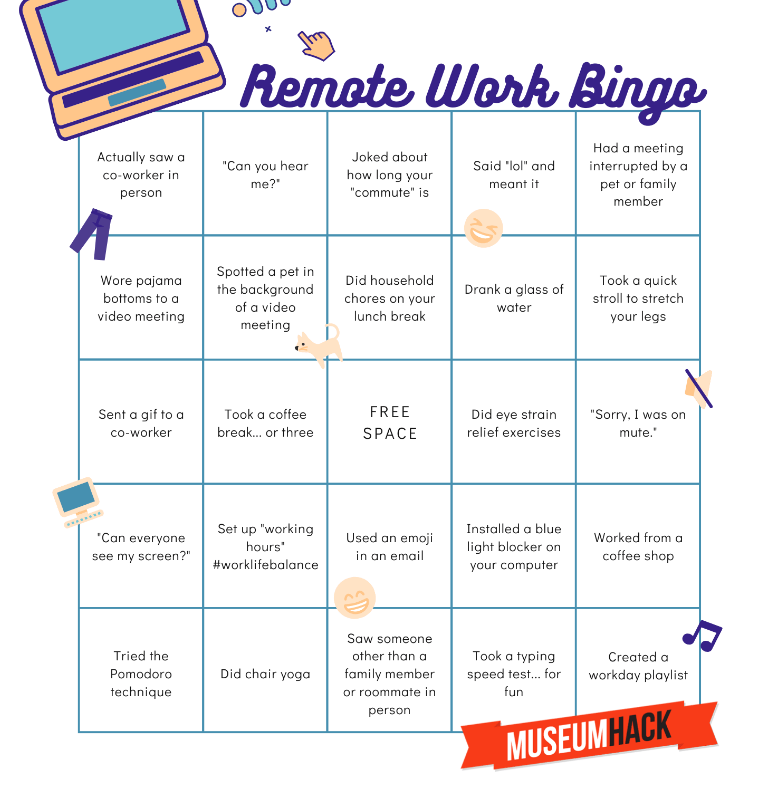 Remote Work Bingo
Actually saw a
co-worker in
person
"Can you hear
me?"
Joked about
how long your
"commute" is
Said "lol" and
meant it
Had a meeting
interrupted by a
pet or family
member
Wore pajama
bottoms to a
video meeting
Spotted a pet in
the background
of a video
meeting
Did household
chores on your
lunch break
Drank a glass of
water
Took a quick
stroll to stretch
your legs
Sent a gif to a
co-worker
Took a coffee
break... or three
FREE
SPACE
Did eye strain
relief exercises
"Sorry, I was on
mute."
"Can everyone
see my screen?"
Set up "working
hours"
#worklifebalance
Used an emoji
in an email
Installed a blue
light blocker on
your computer
Worked from a
coffee shop
Tried the
Pomodoro
technique
Did chair yoga
Saw someone
other than a
family member
or roommate in
person
Took a typing
speed test... for
fun
Created a
workday playlist
MUSEUMHACK